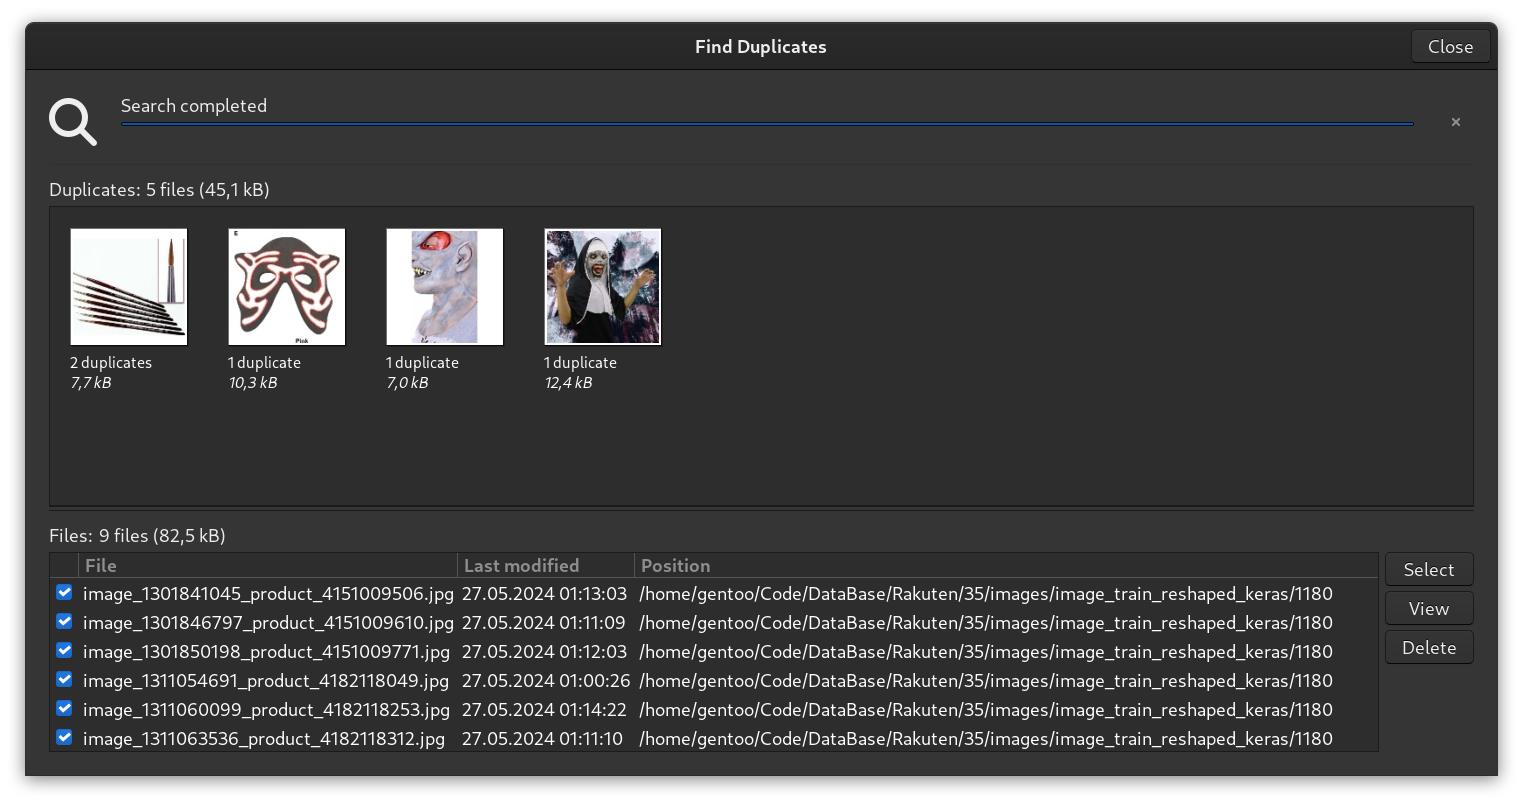 Find Duplicates
Close
Search completed
Duplicates: 5 files (45,1 kB)
E
Pink
2 duplicates
7,7 kB
1 duplicate
10,3 kB
1 duplicate
7,0 kB
1 duplicate
12,4 kB
Files: 9 files (82,5 kB)
File Last modified Position
image_1301841045_product_4151009506.jpg 27.05.2024 01:13:03 /home/gentoo/Code/DataBase/Rakuten/35/images/image_train_reshaped_keras/1180
image_1301846797_product_4151009610.jpg 27.05.2024 01:11:09 /home/gentoo/Code/DataBase/Rakuten/35/images/image_train_reshaped_keras/1180
image_1301850198_product_4151009771.jpg 27.05.2024 01:12:03 /home/gentoo/Code/DataBase/Rakuten/35/images/image_train_reshaped_keras/1180
image_1311054691_product_4182118049.jpg 27.05.2024 01:00:26 /home/gentoo/Code/DataBase/Rakuten/35/images/image_train_reshaped_keras/1180
image_1311060099_product_4182118253.jpg 27.05.2024 01:14:22 /home/gentoo/Code/DataBase/Rakuten/35/images/image_train_reshaped_keras/1180
image_1311063536_product_4182118312.jpg 27.05.2024 01:11:10 /home/gentoo/Code/DataBase/Rakuten/35/images/image_train_reshaped_keras/1180
Select
View
Delete